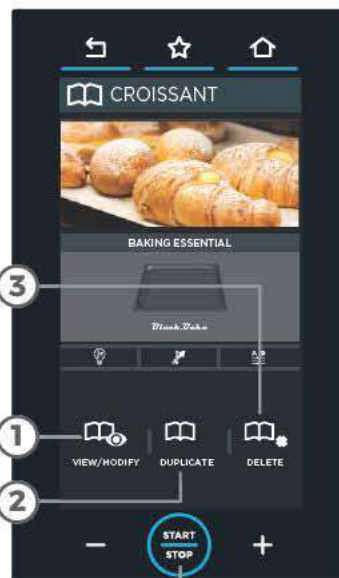 CROISSANT
BAKING ESSENTIAL
3
Black.Bake
1
VIEW/MODIFY
DUPLICATE
DELETE
2
START
STOP